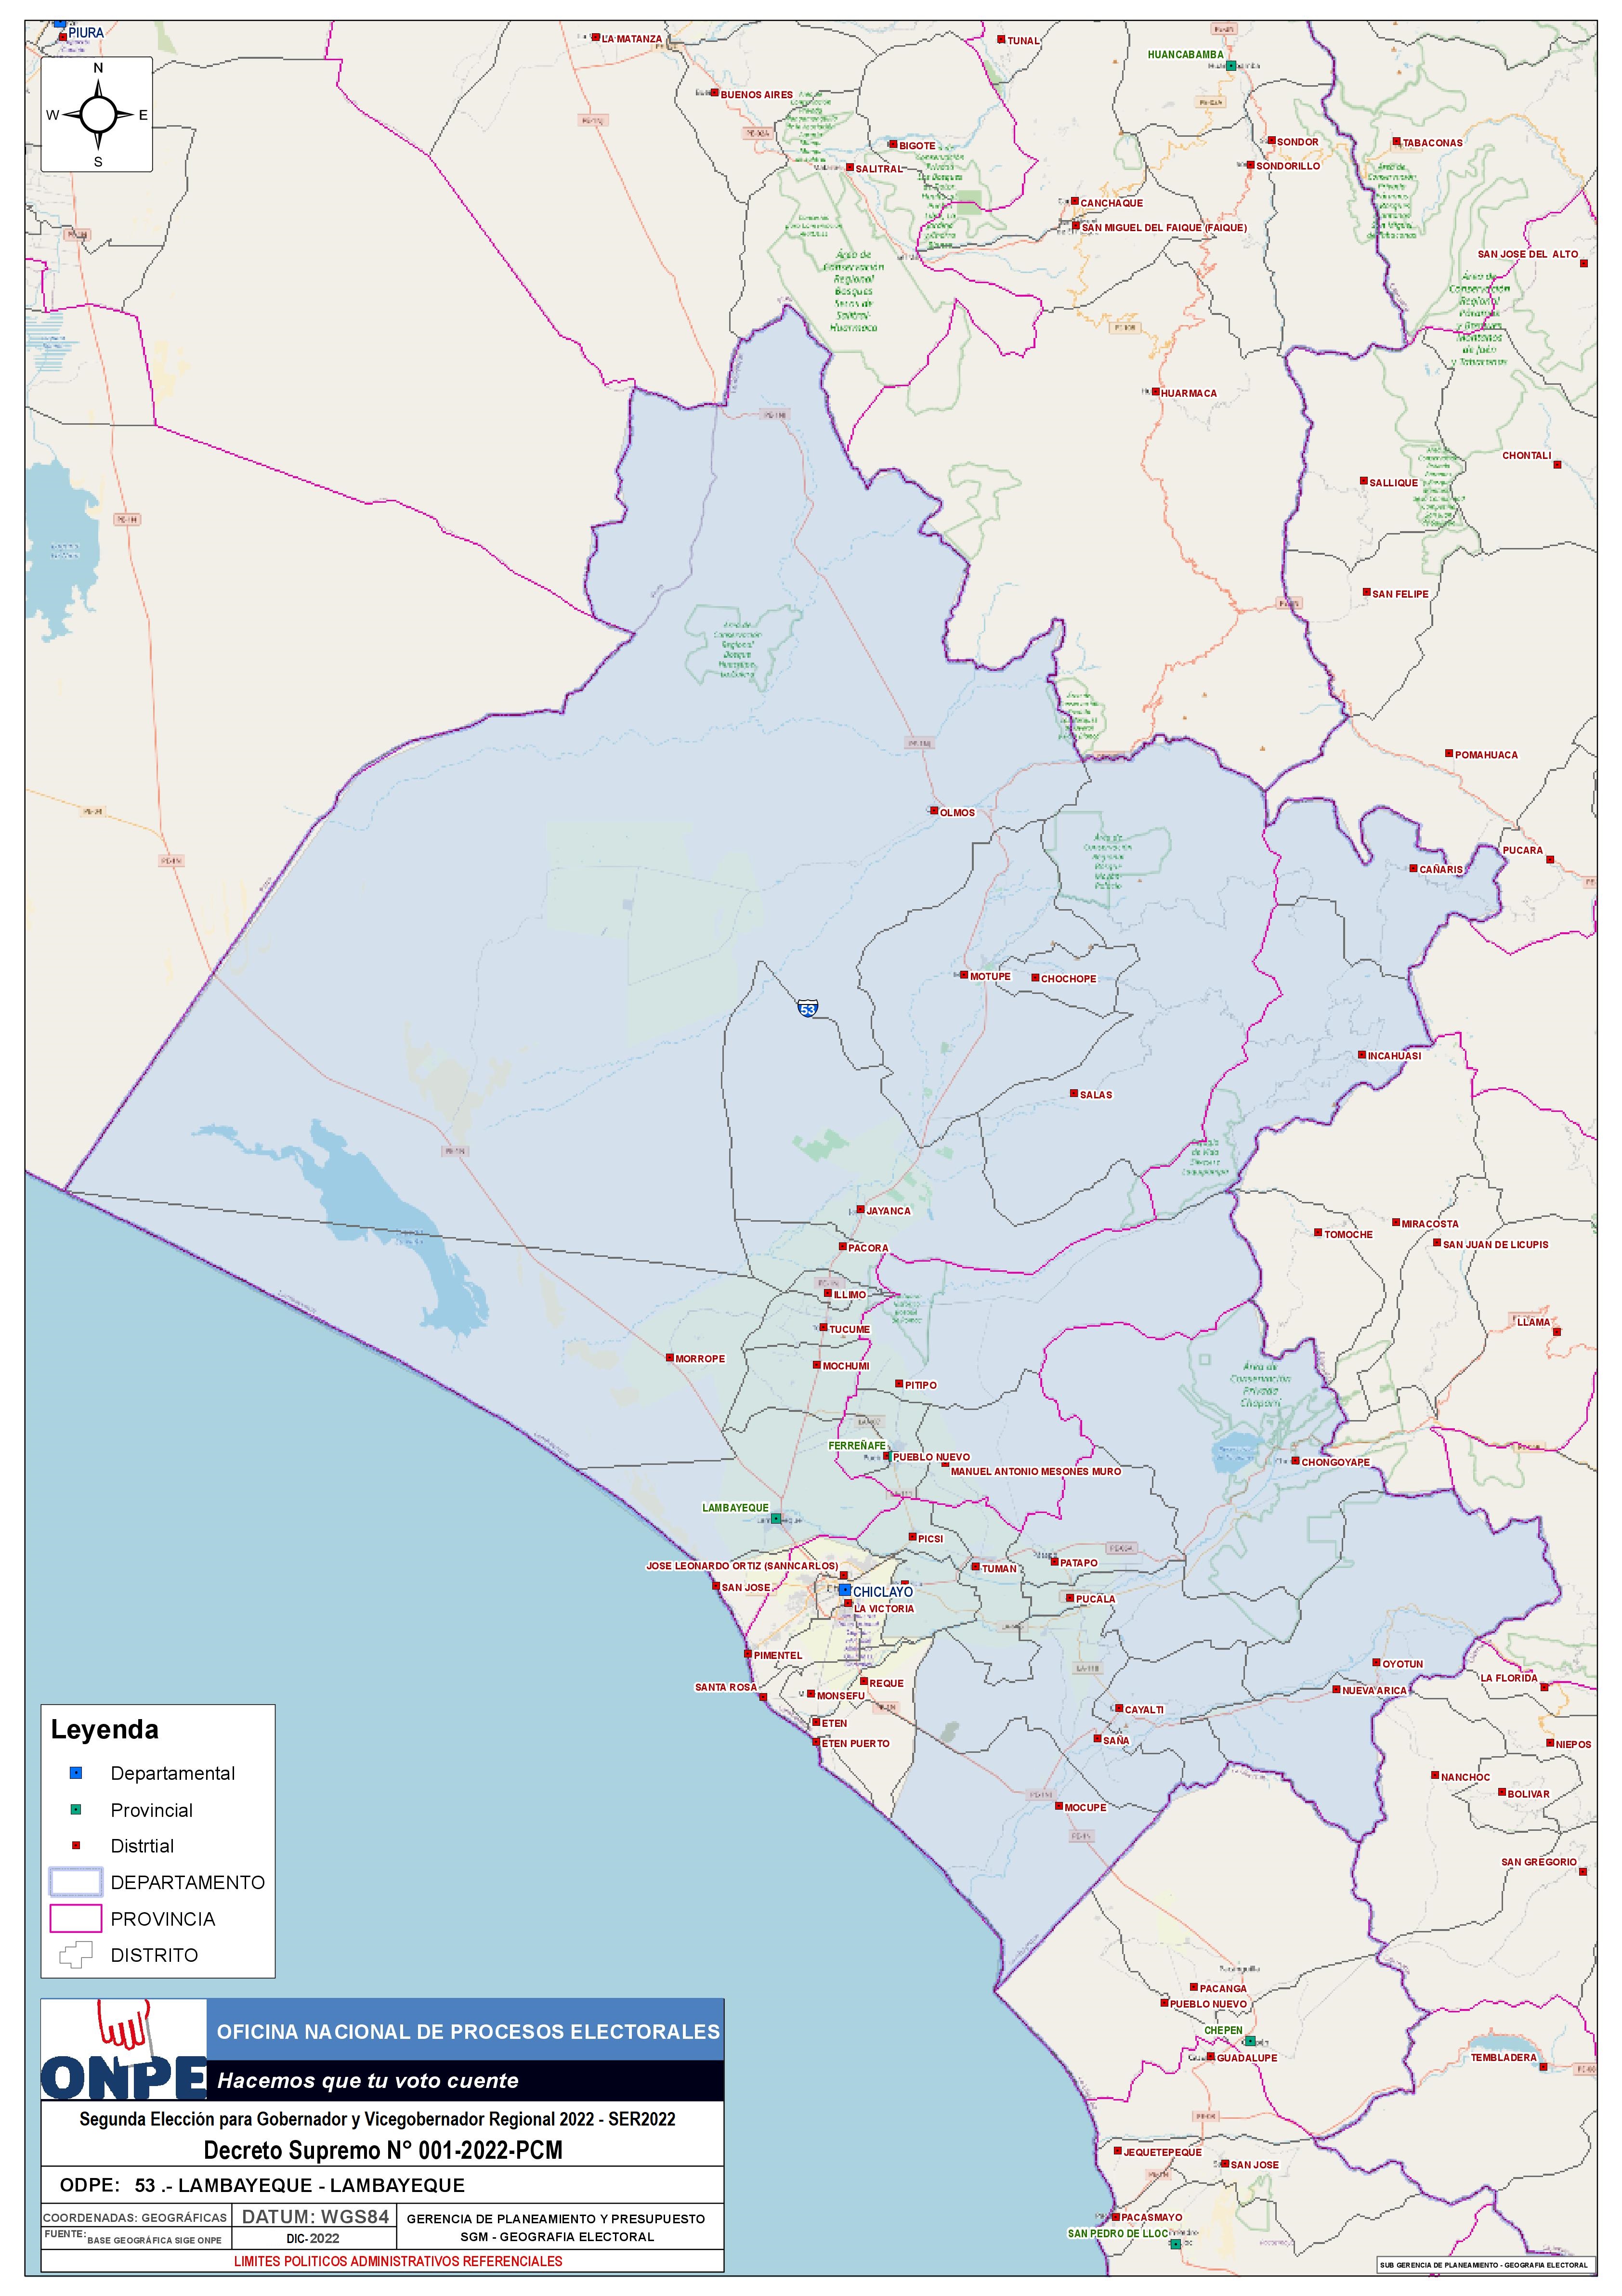 PIURA
LA MATANZA
TUNAL
HUANCABAMBA
N
W
E
S
BUENOS AIRES
BIGOTE
SALITRAL
SONDOR
SONDORILLO
TABACONAS
CANCHAQUE
SAN MIGUEL DEL FAIQUE (FAIQUE)
SAN JOSE DEL ALTO
Área de
Conservación
Regional
Bosques
Secos de
Salitral-
Huarmaca
HUARMACA
CHONTALI
SALLIQUE
SAN FELIPE
POMAHUACA
OLMOS
PUCARA
CAÑARIS
MOTUPE
CHOCHOPE
53
INCAHUASI
SALAS
JAYANCA
PACORA
TOMOCHE
MIRACOSTA
SAN JUAN DE LICUPIS
ILLIMO
TUCUME
LLAMA
MORROPE
MOCHUMI
PITIPO
Área de
Conservación
Privada
Chaparri
FERREÑAFE
PUEBLO NUEVO
MANUEL ANTONIO MESONES MURO
CHONGOYAPE
LAMBAYEQUE
PICSI
JOSE LEONARDO ORTIZ (SANNCARLOS)
TUMAN
PATAPO
SAN JOSE
CHICLAYO
LA VICTORIA
PUCALA
PIMENTEL
OYOTUN
SANTA ROSA
MONSEFU
REQUE
NUEVA ARICA
LA FLORIDA
ETEN
CAYALTI
ETEN PUERTO
SAÑA
NIEPOS
NANCHOC
BOLIVAR
MOCUPE
SAN GREGORIO
PACANGA
PUEBLO NUEVO
CHEPEN
GUADALUPE
TEMBLADERA
JEQUETEPEQUE
SAN JOSE
PACASMAYO
SAN PEDRO DE LLOC
Leyenda
Departamental
Provincial
Distrtial
DEPARTAMENTO
PROVINCIA
DISTRITO
ONPE
OFICINA NACIONAL DE PROCESOS ELECTORALES
Hacemos que tu voto cuente
Segunda Elección para Gobernador y Vicegobernador Regional 2022 - SER2022
Decreto Supremo N° 001-2022-PCM
ODPE: 53 .- LAMBAYEQUE - LAMBAYEQUE
COORDENADAS: GEOGRÁFICAS
DATUM: WGS84
GERENCIA DE PLANEAMIENTO Y PRESUPUESTO
FUENTE: BASE GEOGRÁFICA SIGE ONPE
DIC-2022
SGM - GEOGRAFIA ELECTORAL
LIMITES POLITICOS ADMINISTRATIVOS REFERENCIALES
SUB GERENCIA DE PLANEAMIENTO - GEOGRAFIA ELECTORAL